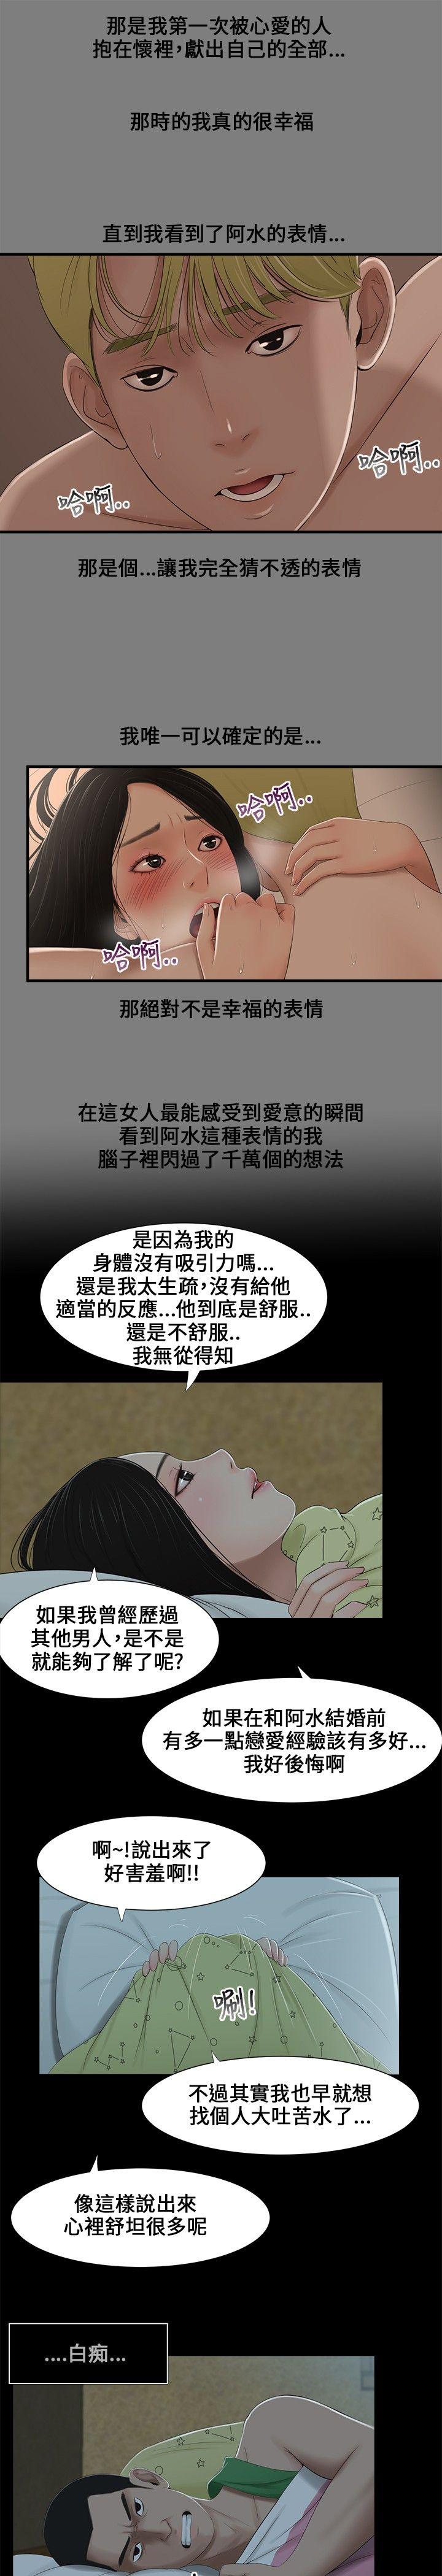 那是我第一次被心愛的人
抱在懷裡,獻出自己的全部...
那時的我真的很幸福
直到我看到了阿水的表情...
哈啊..
哈啊..
那是個...讓我完全猜不透的表情
我唯一可以確定的是...
哈啊..
哈啊..
那絕對不是幸福的表情
在這女人最能感受到愛意的瞬間
看到阿水這種表情的我
腦子裡閃過了千萬個的想法
是因為我的
身體沒有吸引力嗎...
還是我太生疏,沒有給他
適當的反應...他到底是舒服..
還是不舒服..
我無從得知
如果我曾經歷過
其他男人,是不是
就能夠了解了呢?
如果在和阿水結婚前
有多一點戀愛經驗該有多好...
我好後悔啊
啊~!說出來了
好害羞啊!!
唰!
不過其實我也早就想
找個人大吐苦水了...
像這樣說出來
心裡舒坦很多呢
....白痴...